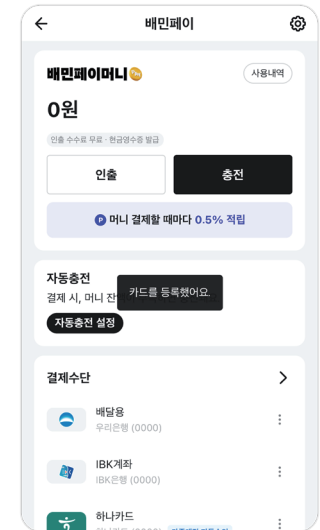 배민페이
배민페이머니
사용내역
0원
인출 수수료 무료 · 현금영수증 발급
인출
충전
P 머니 결제할 때마다 0.5% 적립
자동충전
결제 시, 머니 잔
카드를 등록했어요.
자동충전 설정
결제수단
배달용
우리은행 (0000)
IBK계좌
IBK은행 (0000)
하나카드
하나카드 (0000)